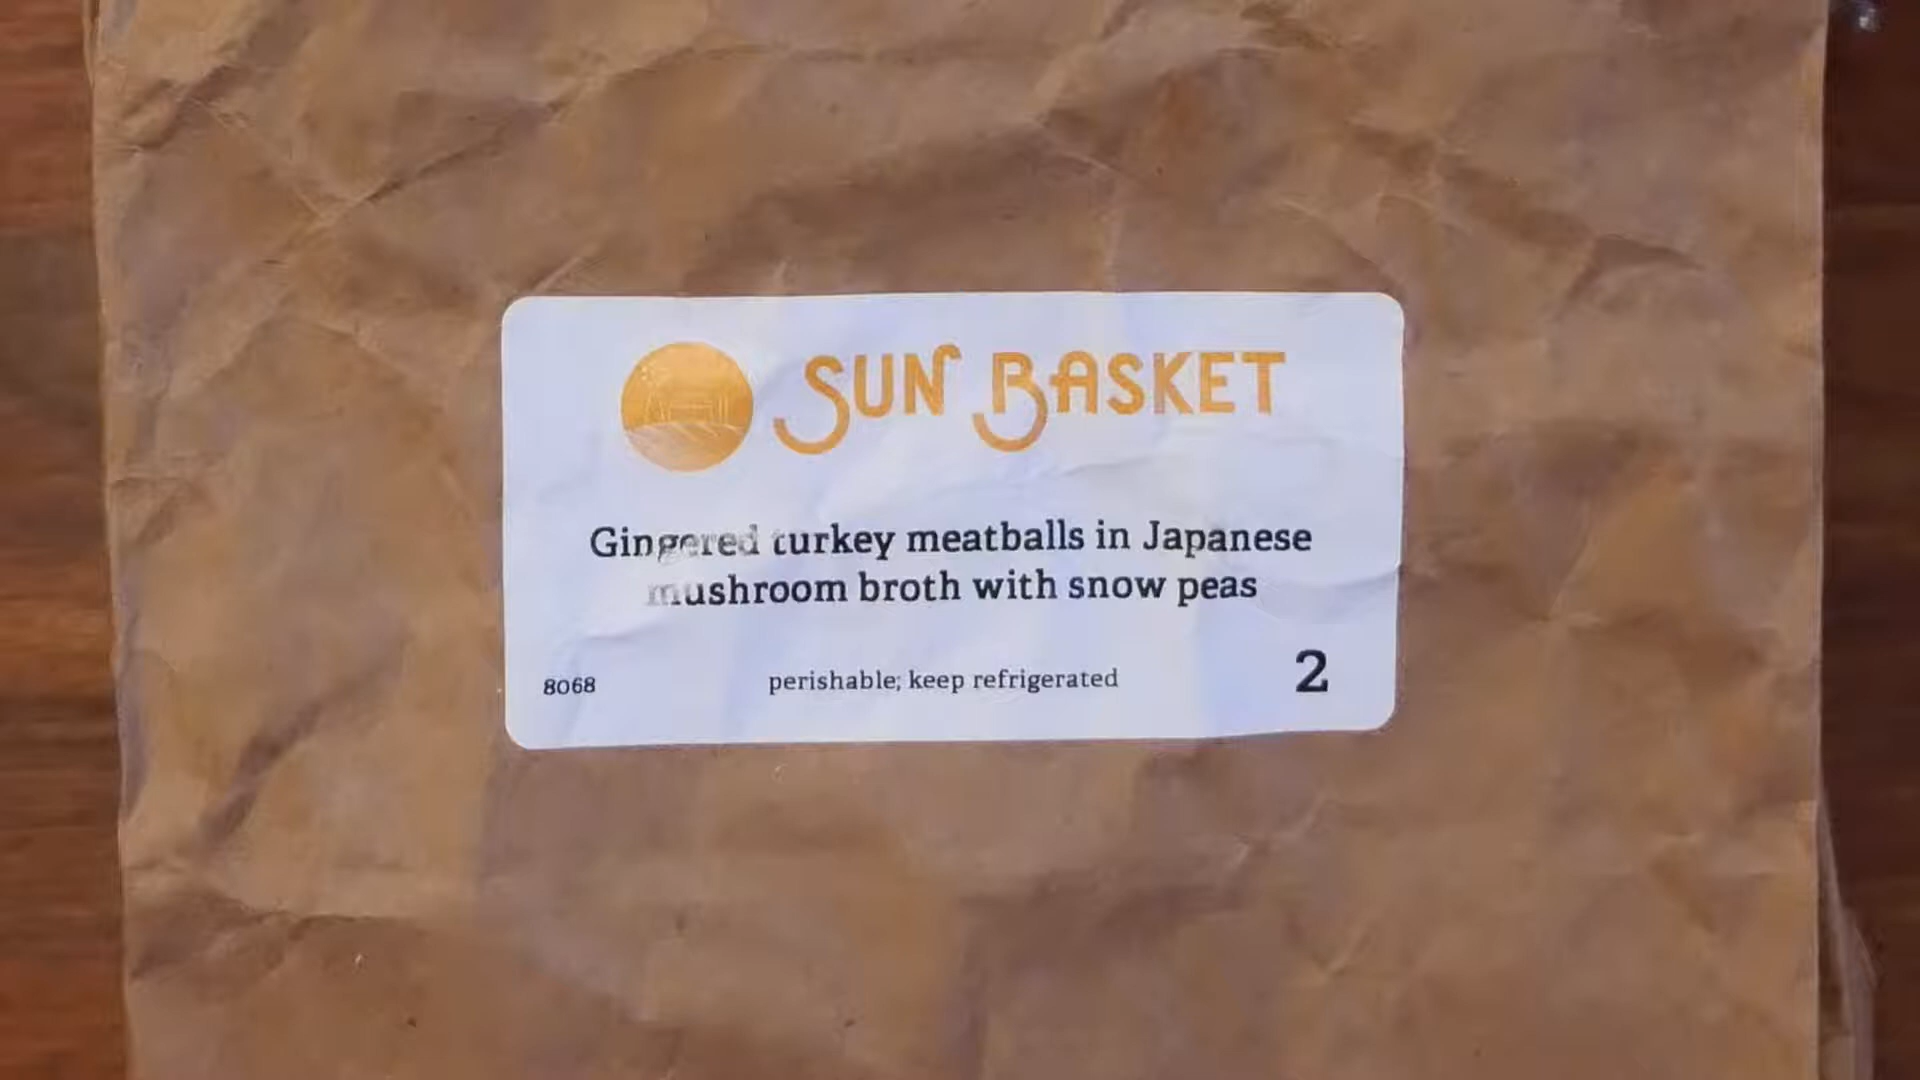 SUN BASKET
Gingered turkey meatballs in Japanese
mushroom broth with snow peas
8068
perishable; keep refrigerated
2